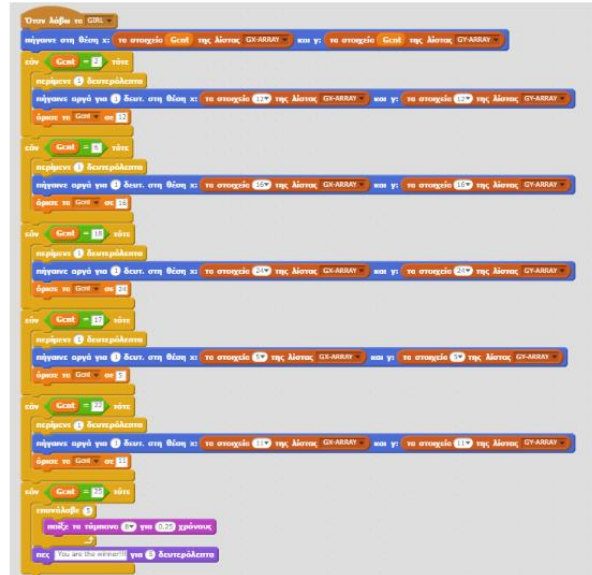 Όταν λάβω το GIRL
πήγαινε στη θέση x: το στοιχείο Gcnt της λίστας GX-ARRAY και y: το στοιχείο Gcnt της λίστας GY-ARRAY
εάν Gcnt = 2 τότε
περίμενε 1 δευτερόλεπτα
πήγαινε αργά για 1 δευτ. στη θέση x: το στοιχείο 12 της λίστας GX-ARRAY και y: το στοιχείο 12 της λίστας GY-ARRAY
όρισε το Gcnt σε 12
εάν Gcnt = 6 τότε
περίμενε 1 δευτερόλεπτα
πήγαινε αργά για 1 δευτ. στη θέση x: το στοιχείο 16 της λίστας GX-ARRAY και y: το στοιχείο 16 της λίστας GY-ARRAY
όρισε το Gcnt σε 16
εάν Gcnt = 18 τότε
περίμενε 1 δευτερόλεπτα
πήγαινε αργά για 1 δευτ. στη θέση x: το στοιχείο 24 της λίστας GX-ARRAY και y: το στοιχείο 24 της λίστας GY-ARRAY
όρισε το Gcnt σε 24
εάν Gcnt = 17 τότε
περίμενε 1 δευτερόλεπτα
πήγαινε αργά για 1 δευτ. στη θέση x: το στοιχείο 5 της λίστας GX-ARRAY και y: το στοιχείο 5 της λίστας GY-ARRAY
όρισε το Gcnt σε 5
εάν Gcnt = 22 τότε
περίμενε 1 δευτερόλεπτα
πήγαινε αργά για 1 δευτ. στη θέση x: το στοιχείο 11 της λίστας GX-ARRAY και y: το στοιχείο 11 της λίστας GY-ARRAY
όρισε το Gcnt σε
εάν Gcnt = 25 τότε
επανάλαβε 5
παίξε το τύμπανο 8 για 0.25 χρόνους
πες You are the winner!!! για 5 δευτερόλεπτα